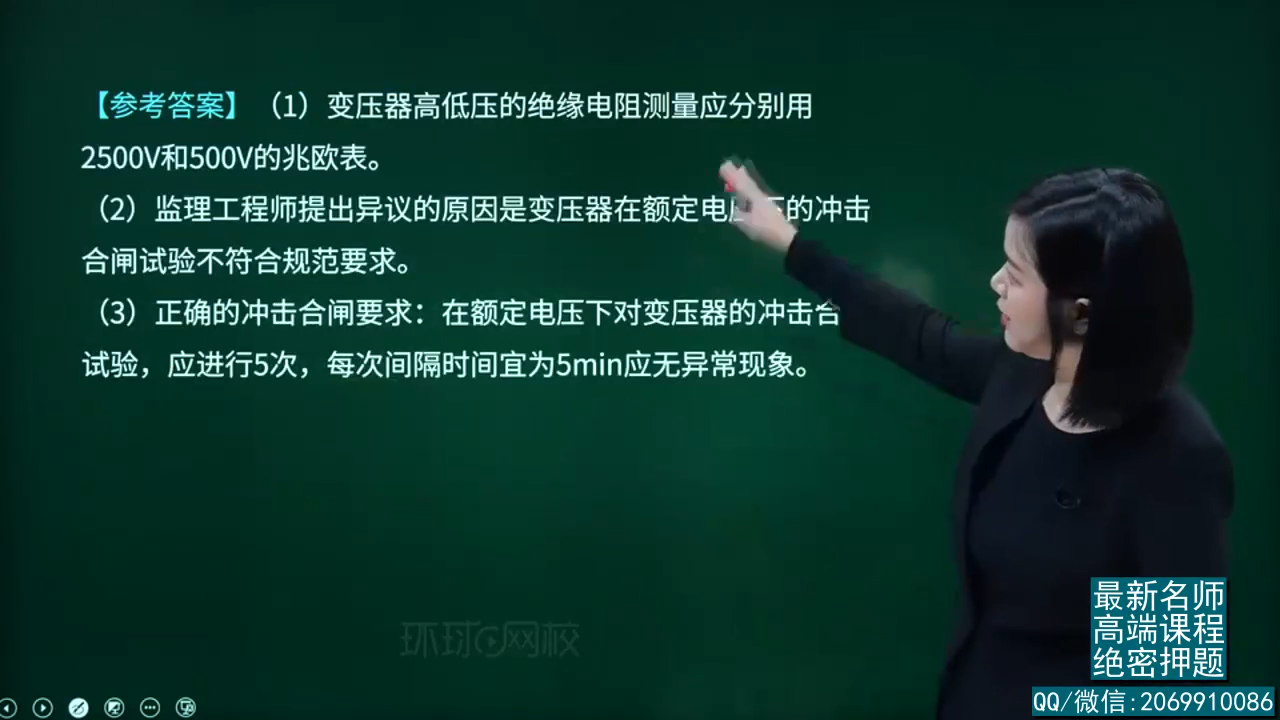 【参考答案】（1）变压器高低压的绝缘电阻测量应分别用
2500V和500V的兆欧表。
（2）监理工程师提出异议的原因是变压器在额定电压下的冲击
合闸试验不符合规范要求。
（3）正确的冲击合闸要求：在额定电压下对变压器的冲击合
试验，应进行5次，每次间隔时间宜为5min应无异常现象。
环球网校
最新名师
高端课程
绝密押题
QQ/微信:2069910086